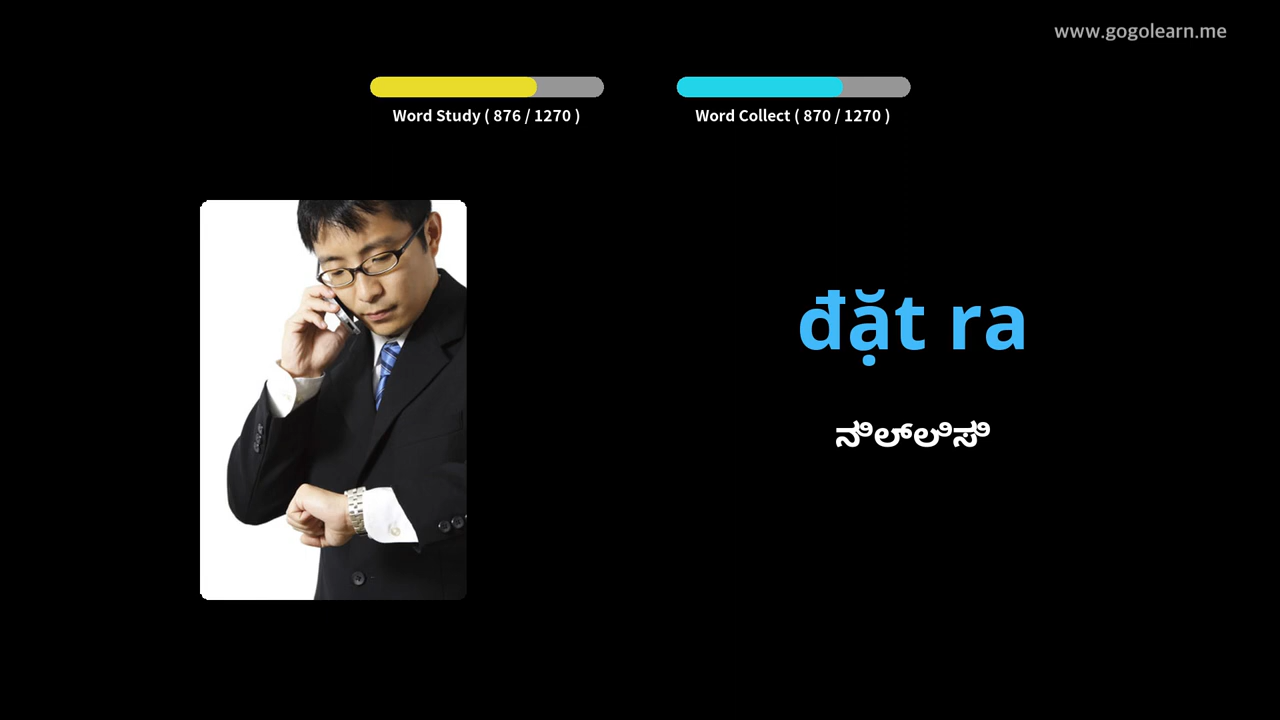 www.gogolearn.me
Word Study ( 876 / 1270 )
Word Collect ( 870 / 1270 )
đặt ra
ನಿಲ್ಲಿಸಿ